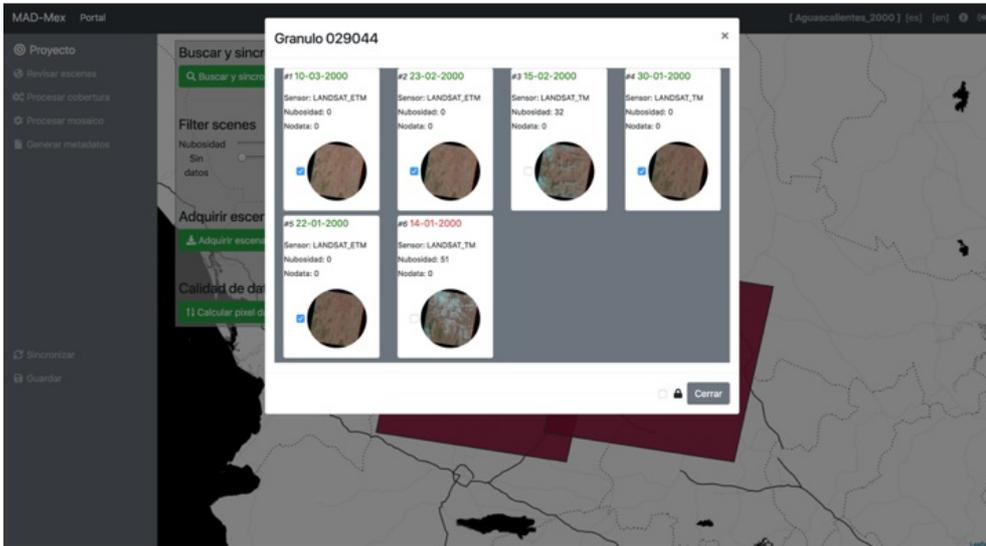 MAD-Mex Portal
[ Aguascalientes_2000 ] [es] [en]
Proyecto
Revisar escenas
Procesar cobertura
Procesar mosaico
Generar metadatos
Sincronizar
Guardar
Buscar y sincr
Buscar y sincro
Filter scenes
Nubosidad
Sin
datos
Adquirir escer
Adquirir escena
Calidad de dat
Calcular pixel da
Granulo 029044
×
#1 10-03-2000
Sensor: LANDSAT_ETM
Nubosidad: 0
Nodata: 0
#2 23-02-2000
Sensor: LANDSAT_ETM
Nubosidad: 0
Nodata: 0
#3 15-02-2000
Sensor: LANDSAT_TM
Nubosidad: 32
Nodata: 0
#4 30-01-2000
Sensor: LANDSAT_TM
Nubosidad: 0
Nodata: 0
#5 22-01-2000
Sensor: LANDSAT_ETM
Nubosidad: 0
Nodata: 0
#6 14-01-2000
Sensor: LANDSAT_TM
Nubosidad: 51
Nodata: 0
Cerrar